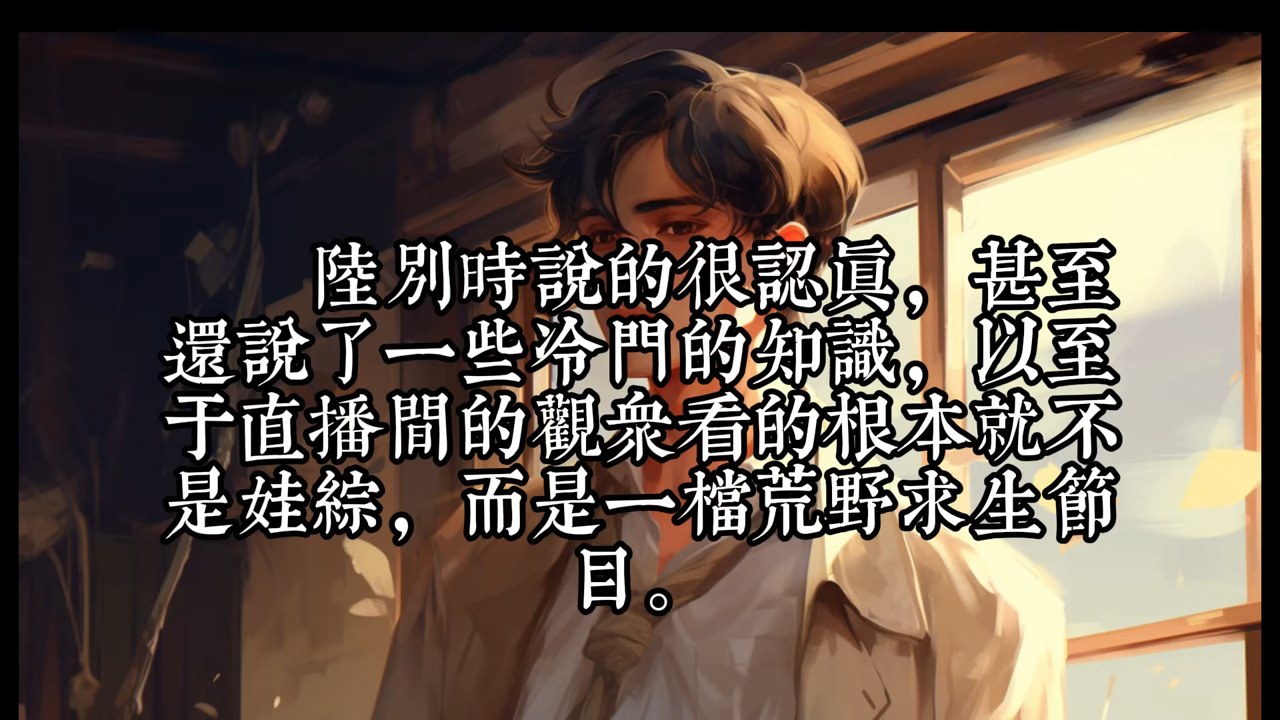 陸別時說的很認眞，甚至
還說了一些冷門的知識，以至
于直播間的觀衆看的根本就不
是娃綜，而是一檔荒野求生節
目。